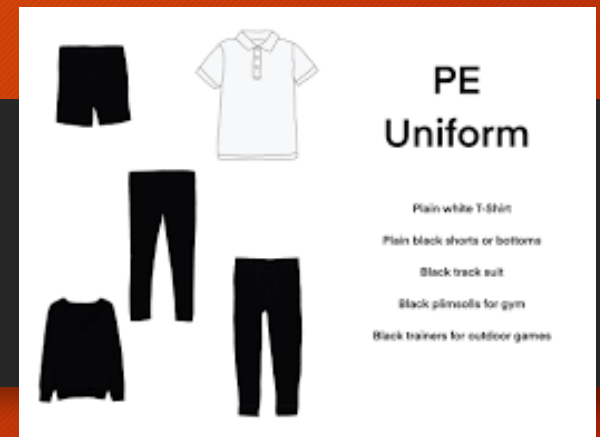 PE
Uniform
Plain white T-Shirt
Plain black shorts or bottoms
Black track suit
Black plimsolls for gym
Black trainers for outdoor games